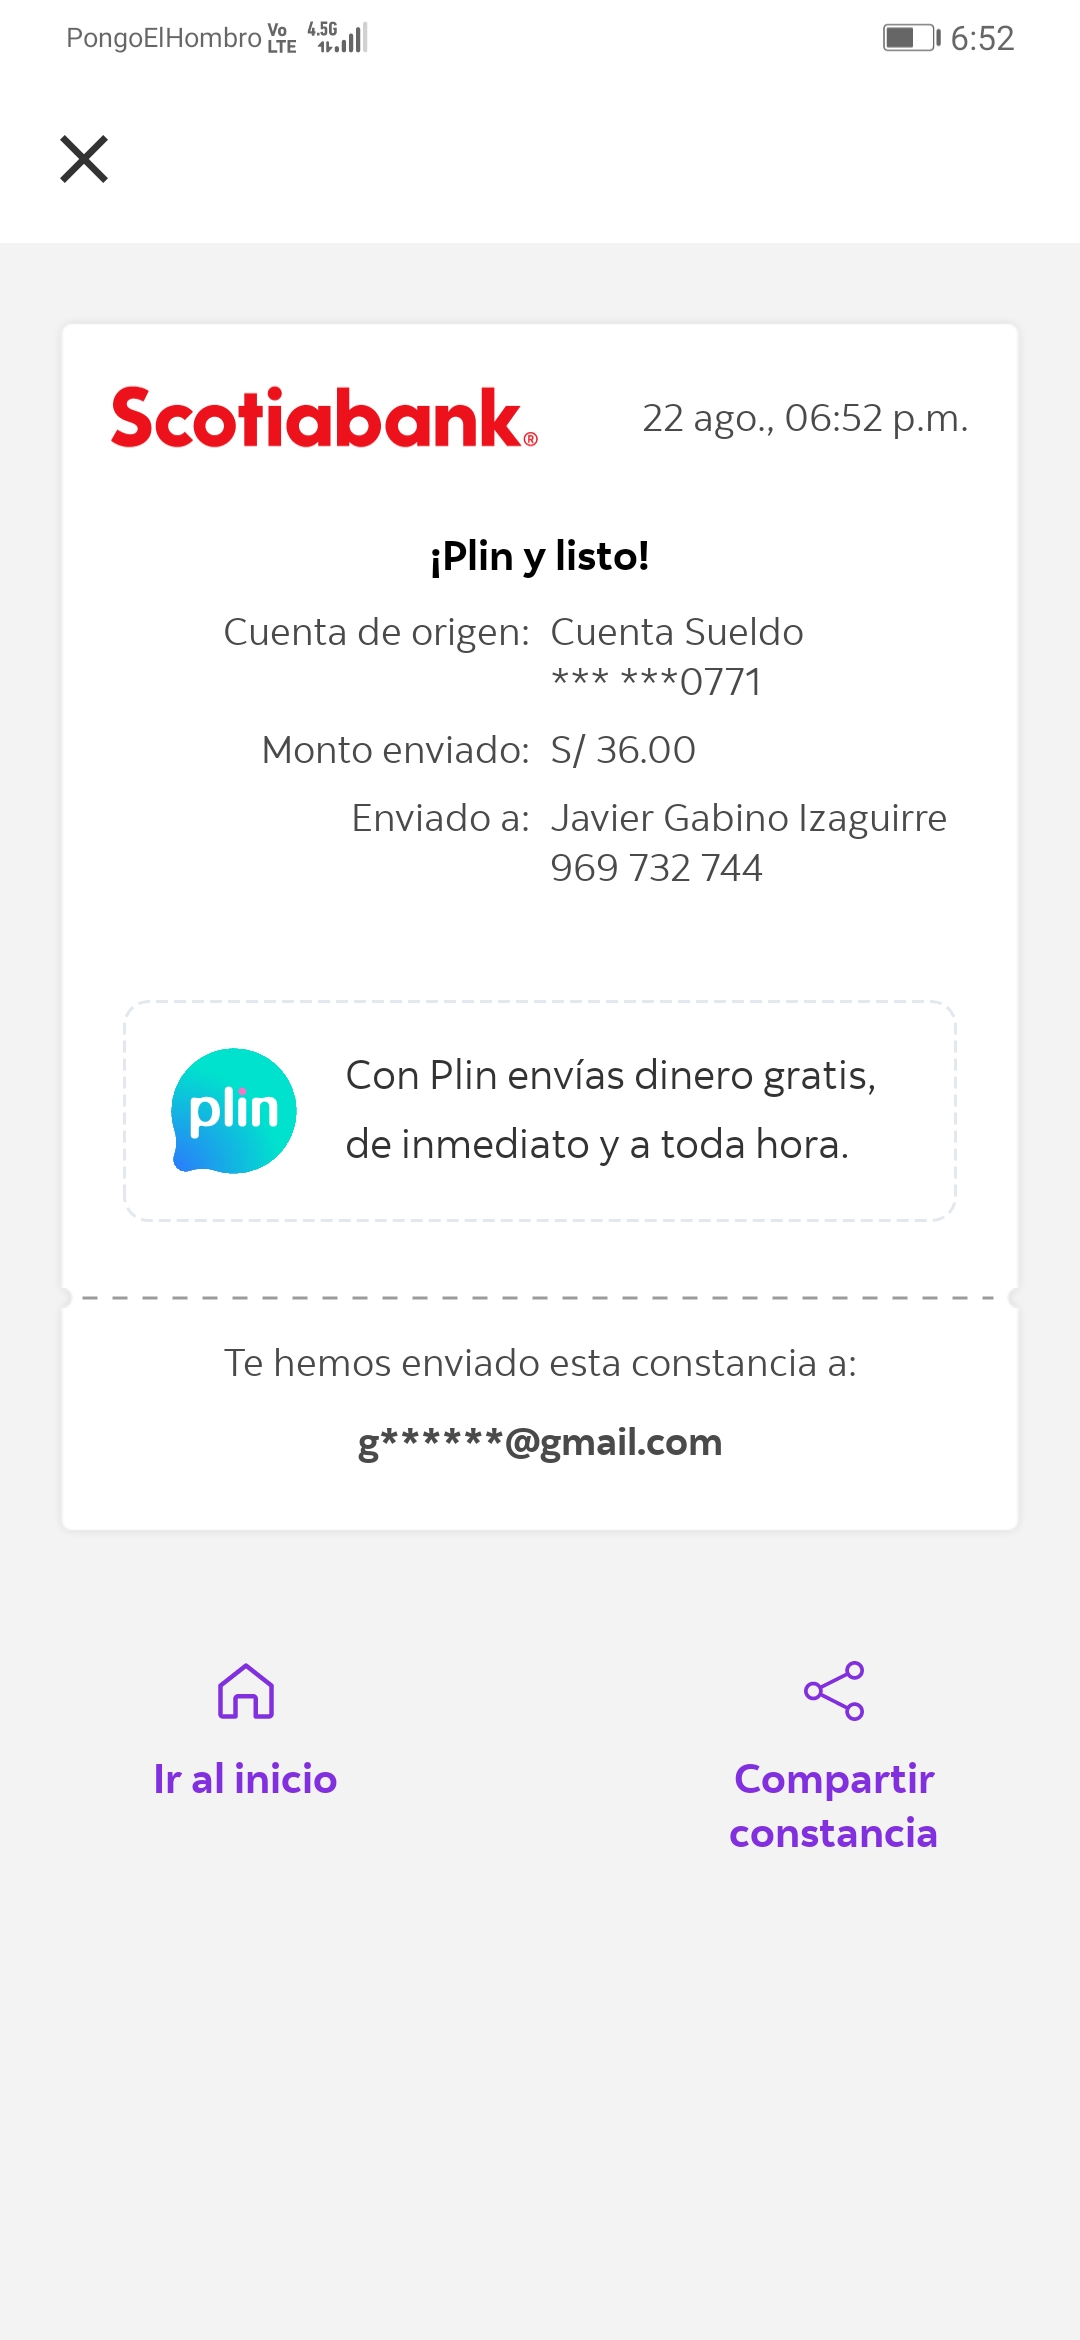 PongoElHombro Vo LTE 4.5G 6:52
Scotiabank® 22 ago., 06:52 p.m.
¡Plin y listo!
Cuenta de origen: Cuenta Sueldo
*** ***0771
Monto enviado: S/ 36.00
Enviado a: Javier Gabino Izaguirre
969 732 744
plin
Con Plin envías dinero gratis,
de inmediato y a toda hora.
Te hemos enviado esta constancia a:
g******@gmail.com
Ir al inicio
Compartir
constancia